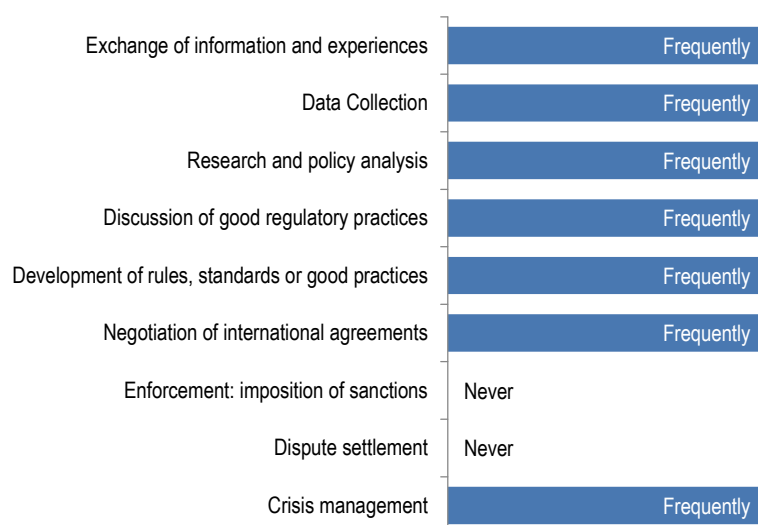 Exchange of information and experiences Frequently
Data Collection Frequently
Research and policy analysis Frequently
Discussion of good regulatory practices Frequently
Development of rules, standards or good practices Frequently
Negotiation of international agreements Frequently
Enforcement: imposition of sanctions Never
Dispute settlement Never
Crisis management Frequently